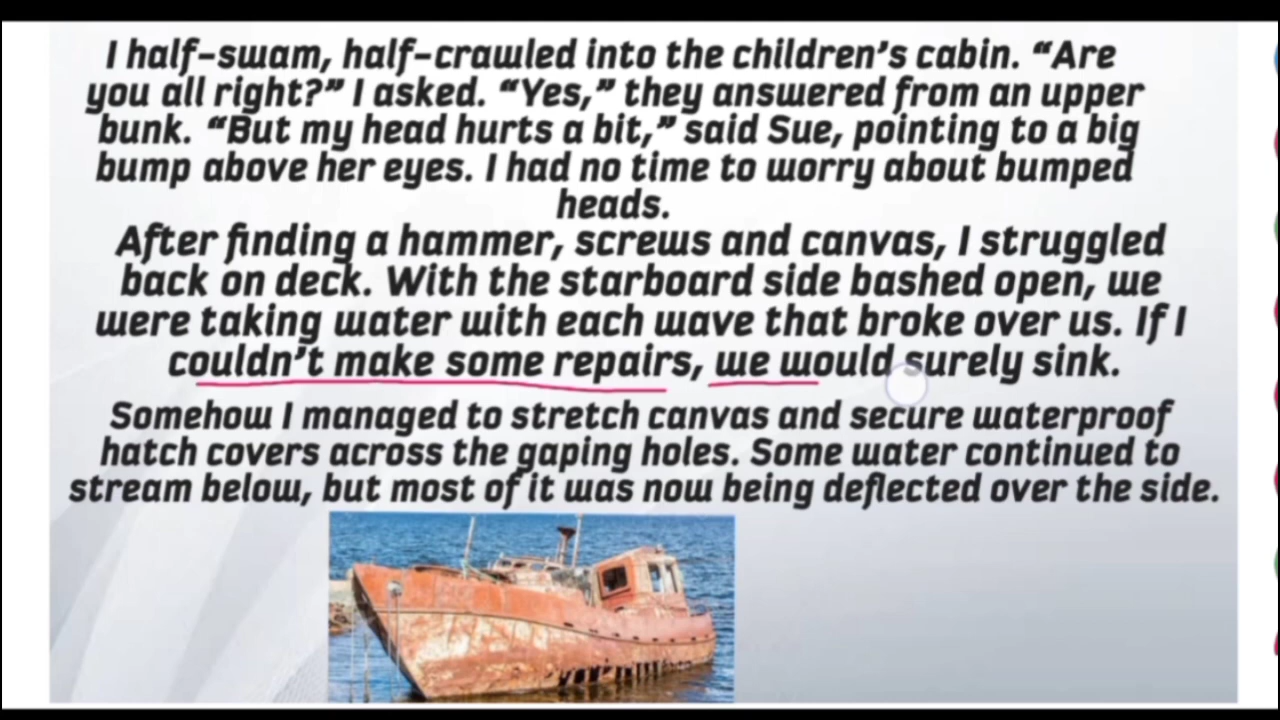 I half-swam, half-crawled into the children’s cabin. “Are
you all right?” I asked. “Yes,” they answered from an upper
bunk. “But my head hurts a bit,” said Sue, pointing to a big
bump above her eyes. I had no time to worry about bumped
heads.
After finding a hammer, screws and canvas, I struggled
back on deck. With the starboard side bashed open, we
were taking water with each wave that broke over us. If I
couldn’t make some repairs, we would surely sink.
Somehow I managed to stretch canvas and secure waterproof
hatch covers across the gaping holes. Some water continued to
stream below, but most of it was now being deflected over the side.